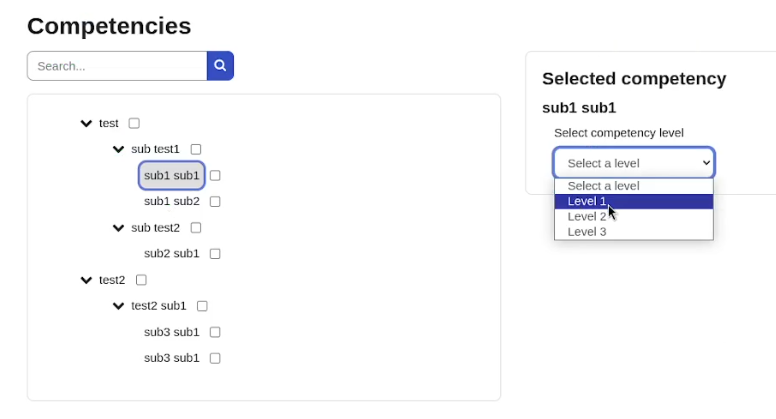 Competencies
Search...
test
sub test1
sub1 sub1
sub1 sub2
sub test2
sub2 sub1
test2
test2 sub1
sub3 sub1
sub3 sub1
Selected competency
sub1 sub1
Select competency level
Select a level
Select a level
Level 1
Level 2
Level 3